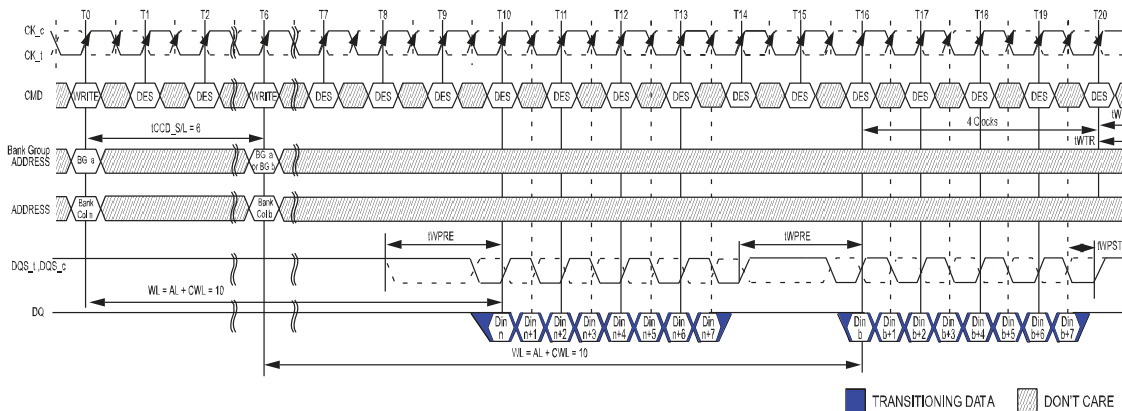 T0 T1 T2 T6 T7 T8 T9 T10 T11 T12 T13 T14 T15 T16 T17 T18 T19 T20
CK_c
CK_t
CMD WRITE DES DES WRITE DES DES DES DES DES DES DES DES DES DES DES DES DES
tCCD_S/L = 6
4 Clocks
tW
tWTR
Bank Group
ADDRESS
BG a
BG a
or BG b
ADDRESS
Bank
Col n
Bank
Col b
tWPRE
tWPRE
tWPST
DQS_t,DQS_c
WL = AL + CWL = 10
DQ
Din
n
Din
n+1
Din
n+2
Din
n+3
Din
n+4
Din
n+5
Din
n+6
Din
n+7
Din
b
Din
b+1
Din
b+2
Din
b+3
Din
b+4
Din
b+5
Din
b+6
Din
b+7
WL = AL + CWL = 10
TRANSITIONING DATA
DON'T CARE